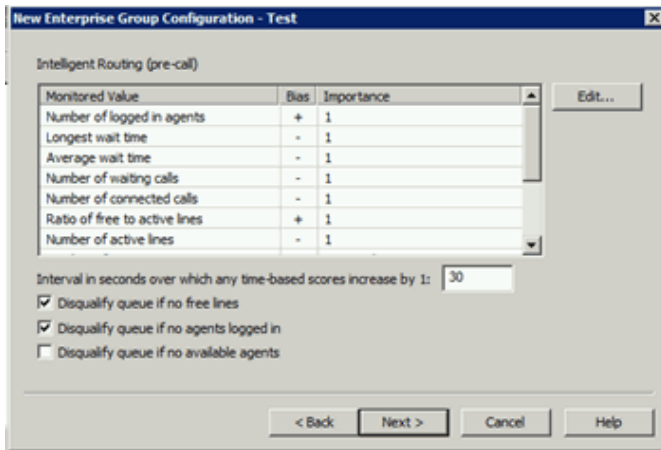 New Enterprise Group Configuration - Test
Intelligent Routing (pre-call)
Monitored Value Bias Importance
Edit...
Number of logged in agents + 1
Longest wait time - 1
Average wait time - 1
Number of waiting calls - 1
Number of connected calls - 1
Ratio of free to active lines + 1
Number of active lines - 1
Interval in seconds over which any time-based scores increase by 1: 30
Disqualify queue if no free lines
Disqualify queue if no agents logged in
Disqualify queue if no available agents
< Back Next > Cancel Help